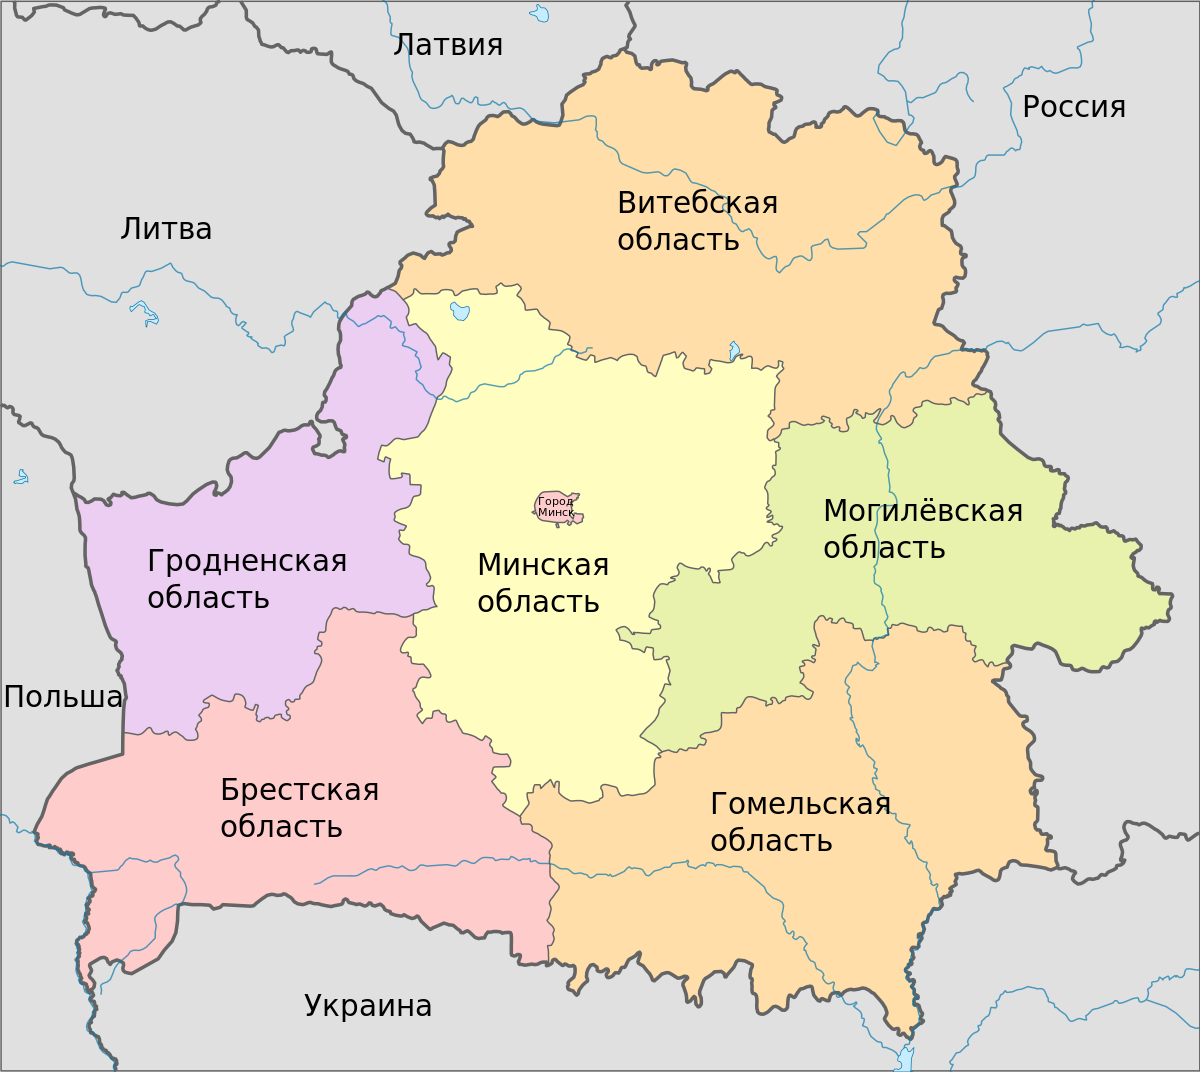 Латвия
Россия
Витебская
область
Литва
Город
Минск
Могилёвская
область
Гродненская
область
Минская
область
Польша
Брестская
область
Гомельская
область
Украина